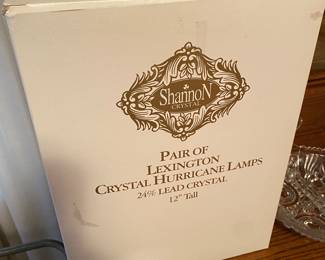 ShannoN
CRYSTAL
PAIR OF
LEXINGTON
CRYSTAL HURRICANE LAMPS
24% LEAD CRYSTAL
12" Tall